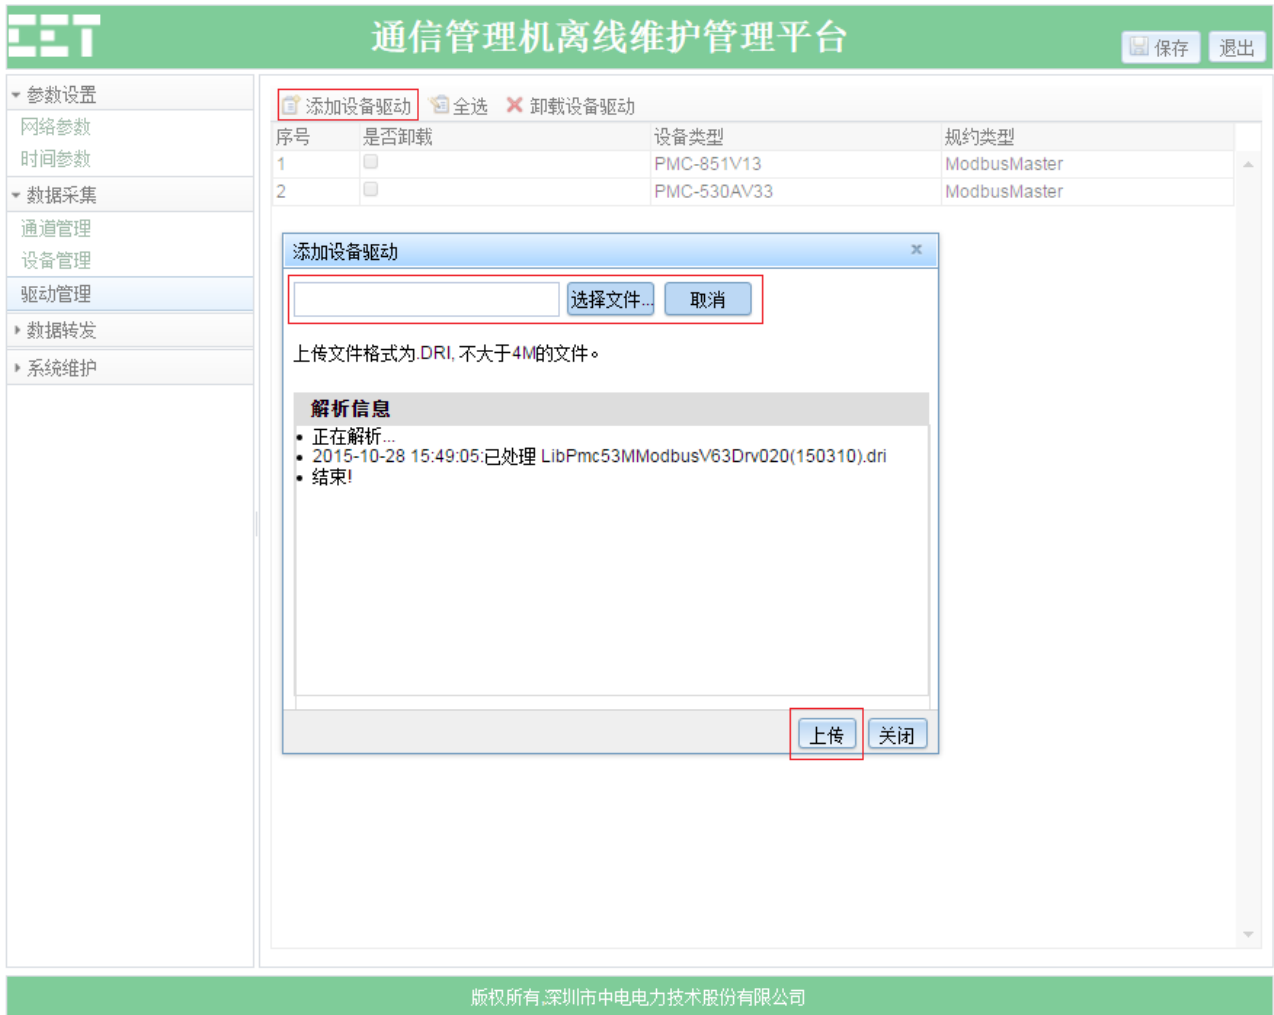 CET
通信管理机离线维护管理平台
保存 退出
参数设置
网络参数
时间参数
数据采集
通道管理
设备管理
驱动管理
数据转发
系统维护
添加设备驱动 全选 卸载设备驱动
序号 是否卸载 设备类型 规约类型
1 PMC-851V13 ModbusMaster
2 PMC-530AV33 ModbusMaster
添加设备驱动
选择文件... 取消
上传文件格式为.DRI, 不大于4M的文件。
解析信息
正在解析...
2015-10-28 15:49:05:已处理 LibPmc53MModbusV63Drv020(150310).dri
结束!
上传 关闭
版权所有,深圳市中电电力技术股份有限公司